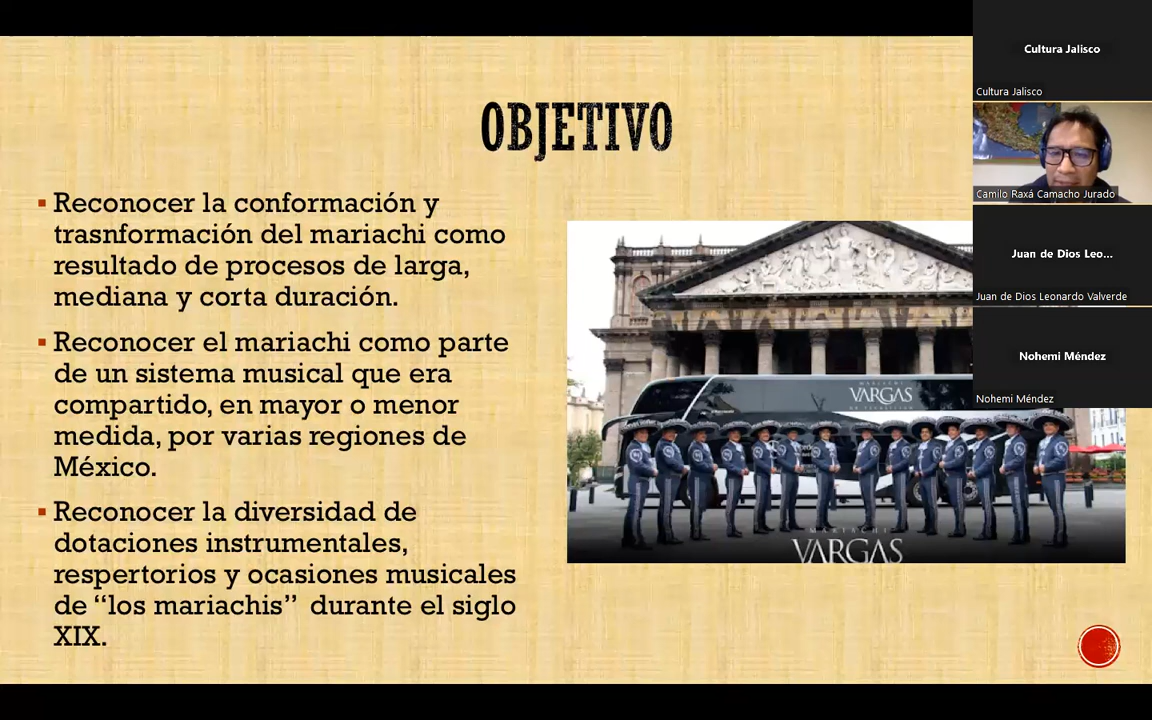 OBJETIVO
Reconocer la conformación y
trasnformación del mariachi como
resultado de procesos de larga,
mediana y corta duración.
Reconocer el mariachi como parte
de un sistema musical que era
compartido, en mayor o menor
medida, por varias regiones de
México.
Reconocer la diversidad de
dotaciones instrumentales,
respertorios y ocasiones musicales
de “los mariachis” durante el siglo
XIX.
MARIACHI
VARGAS
DE TECALITLÁN
MARIACHI
VARGAS
Cultura Jalisco
Cultura Jalisco
Camilo Raxá Camacho Jurado
Juan de Dios Leo...
Juan de Dios Leonardo Valverde
Nohemi Méndez
Nohemi Méndez